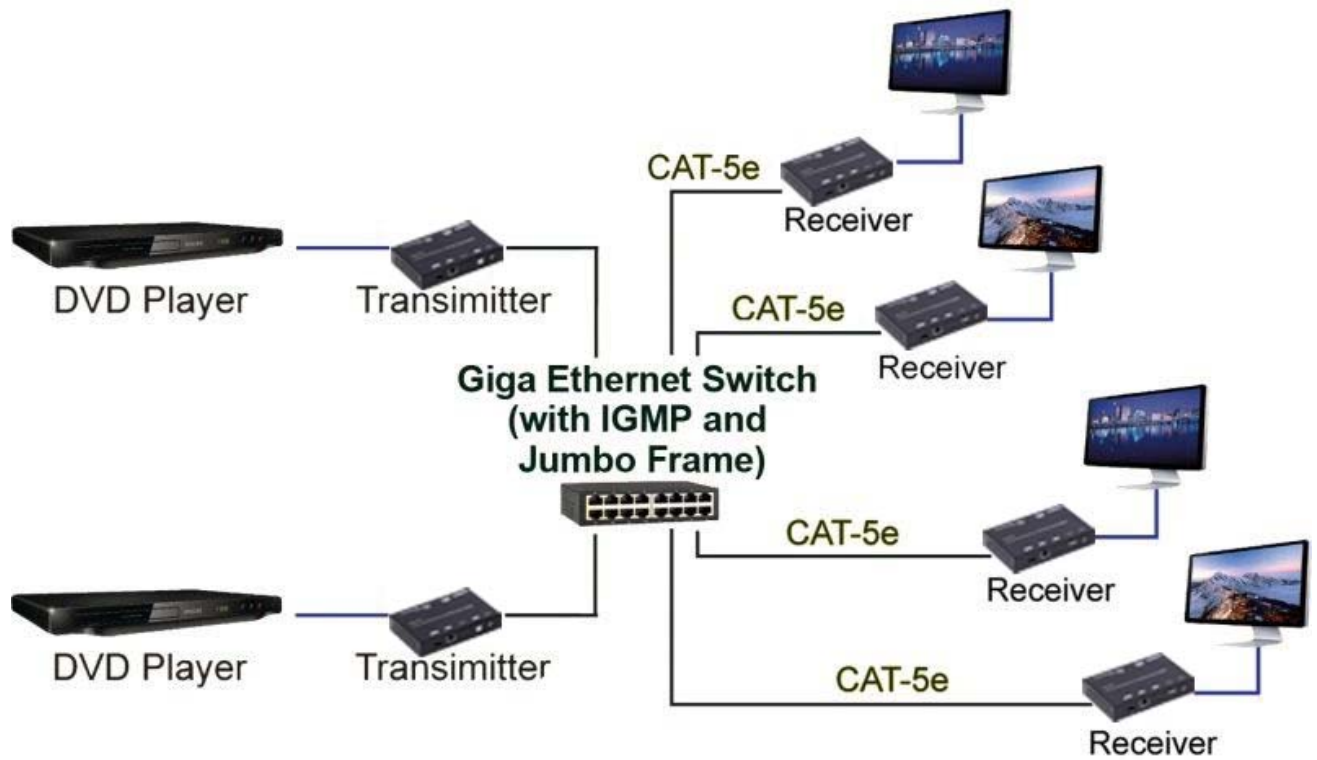 CAT-5e
Receiver
DVD Player
Transimitter
CAT-5e
Receiver
Giga Ethernet Switch
(with IGMP and
Jumbo Frame)
CAT-5e
Receiver
DVD Player
Transimitter
CAT-5e
Receiver